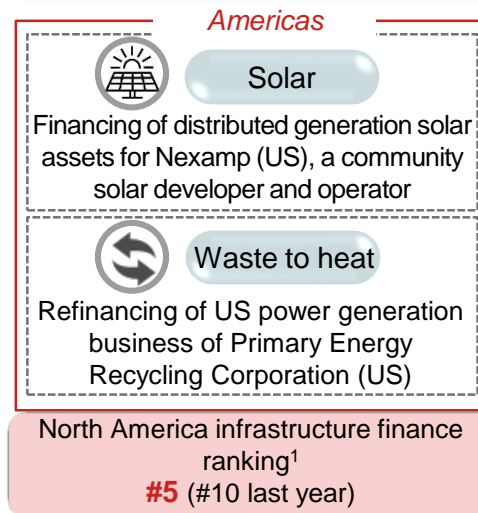 Americas
Solar
Financing of distributed generation solar
assets for Nexamp (US), a community
solar developer and operator
Waste to heat
Refinancing of US power generation
business of Primary Energy
Recycling Corporation (US)
North America infrastructure finance
ranking¹
#5 (#10 last year)